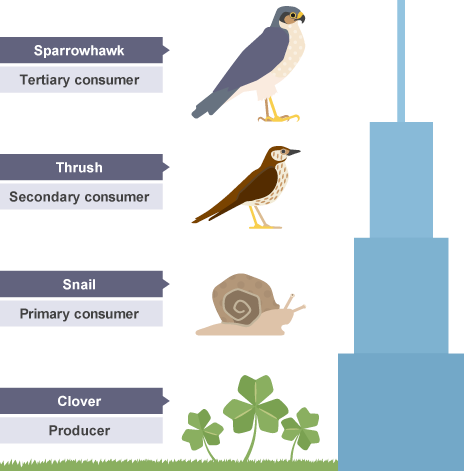 Sparrowhawk
Tertiary consumer
Thrush
Secondary consumer
Snail
Primary consumer
Clover
Producer